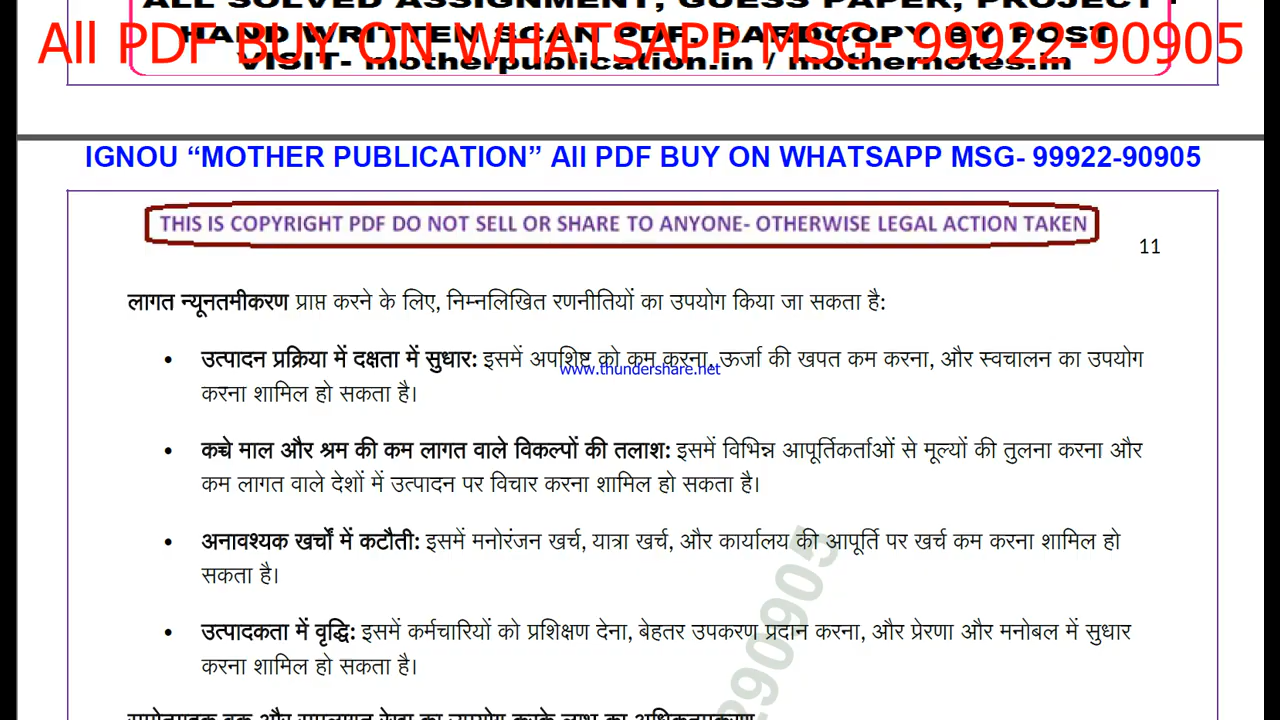 ALL SOLVED ASSIGNMENT, GUESS PAPER, PROJECT
HAND WRITTEN SCAN PDF, HARDCOPY BY POST
All PDF BUY ON WHATSAPP MSG- 99922-90905
VISIT- motherpublication.in / mothernotes.in
IGNOU “MOTHER PUBLICATION” All PDF BUY ON WHATSAPP MSG- 99922-90905
THIS IS COPYRIGHT PDF DO NOT SELL OR SHARE TO ANYONE- OTHERWISE LEGAL ACTION TAKEN
11
लागत न्यूनतमीकरण प्राप्त करने के लिए, निम्नलिखित रणनीतियों का उपयोग किया जा सकता है:
• उत्पादन प्रक्रिया में दक्षता में सुधार: इसमें अपशिष्ट को कम करना, ऊर्जा की खपत कम करना, और स्वचालन का उपयोग
www.thundershare.net
करना शामिल हो सकता है।
• कच्चे माल और श्रम की कम लागत वाले विकल्पों की तलाश: इसमें विभिन्न आपूर्तिकर्ताओं से मूल्यों की तुलना करना और
कम लागत वाले देशों में उत्पादन पर विचार करना शामिल हो सकता है।
• अनावश्यक खर्चों में कटौती: इसमें मनोरंजन खर्च, यात्रा खर्च, और कार्यालय की आपूर्ति पर खर्च कम करना शामिल हो
सकता है।
• उत्पादकता में वृद्धि: इसमें कर्मचारियों को प्रशिक्षण देना, बेहतर उपकरण प्रदान करना, और प्रेरणा और मनोबल में सुधार
करना शामिल हो सकता है।
90905